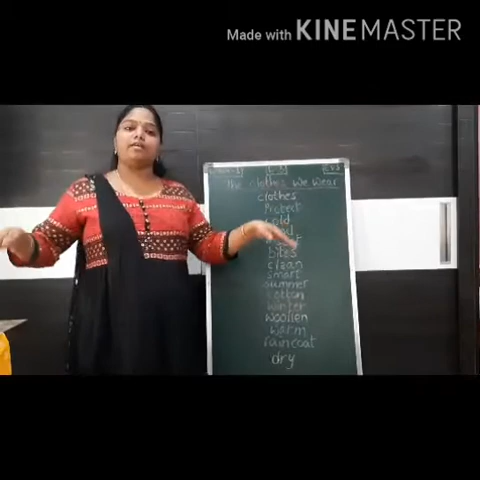 Made with KINEMASTER
The Clothes We Wear
clothes
Protect
cold
bites
clean
smart
summer
cotton
winter
woollen
warm
raincoat
dry